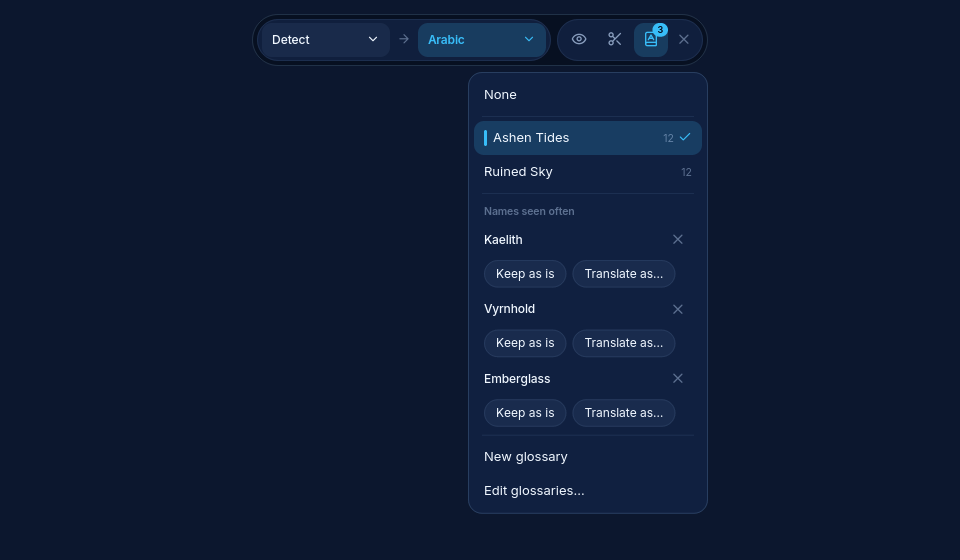 Detect
Arabic
3
None
Ashen Tides 12
Ruined Sky 12
Names seen often
Kaelith
Keep as is Translate as...
Vyrnhold
Keep as is Translate as...
Emberglass
Keep as is Translate as...
New glossary
Edit glossaries...